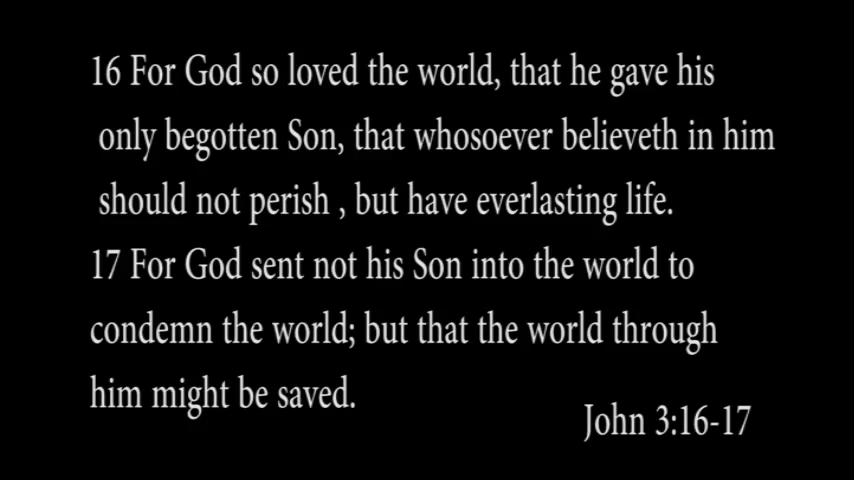 16 For God so loved the world, that he gave his
only begotten Son, that whosoever believeth in him
should not perish , but have everlasting life.
17 For God sent not his Son into the world to
condemn the world; but that the world through
him might be saved.
John 3:16-17